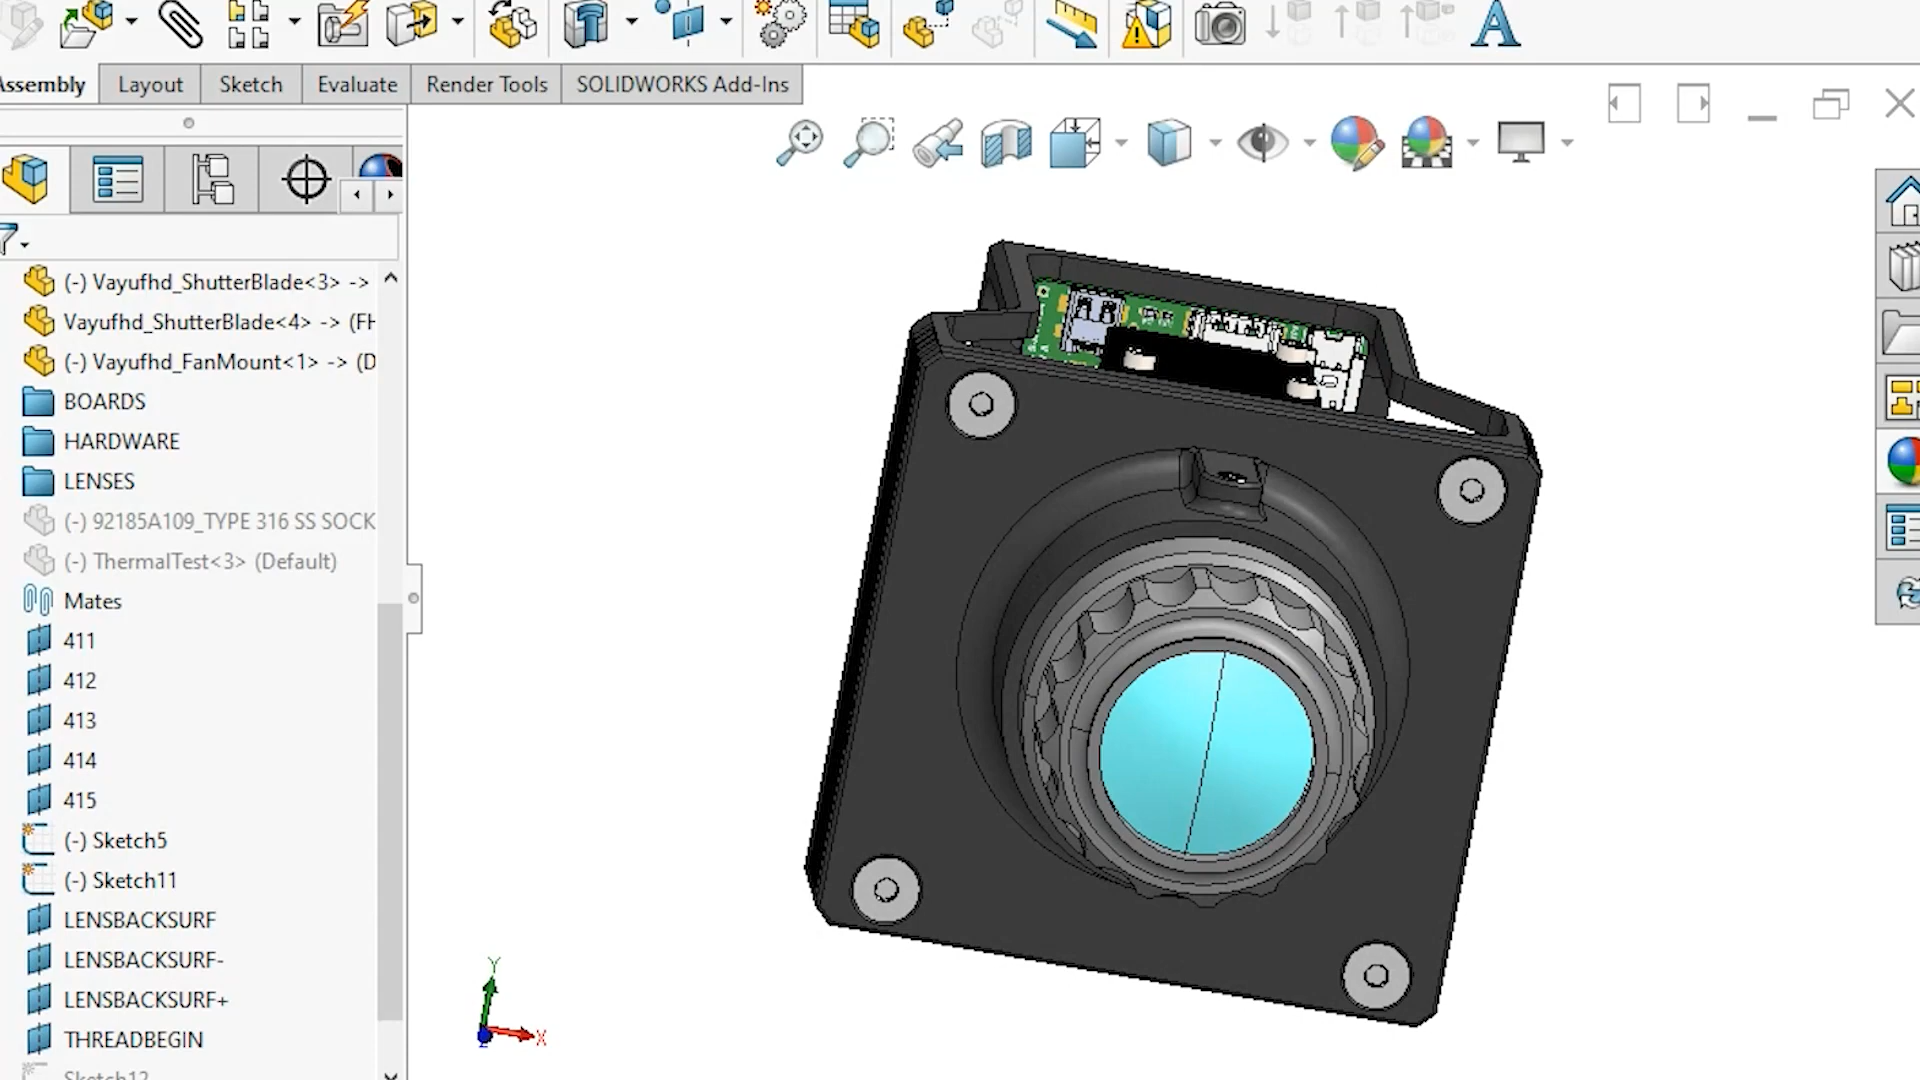 Assembly
Layout
Sketch
Evaluate
Render Tools
SOLIDWORKS Add-Ins
(-) Vayufhd_ShutterBlade<3> ->
Vayufhd_ShutterBlade<4> -> (FH
(-) Vayufhd_FanMount<1> -> (D
BOARDS
HARDWARE
LENSES
(-) 92185A109_TYPE 316 SS SOCK
(-) ThermalTest<3> (Default)
Mates
411
412
413
414
415
(-) Sketch5
(-) Sketch11
LENSBACKSURF
LENSBACKSURF-
LENSBACKSURF+
THREADBEGIN
Sketch12
Y
X